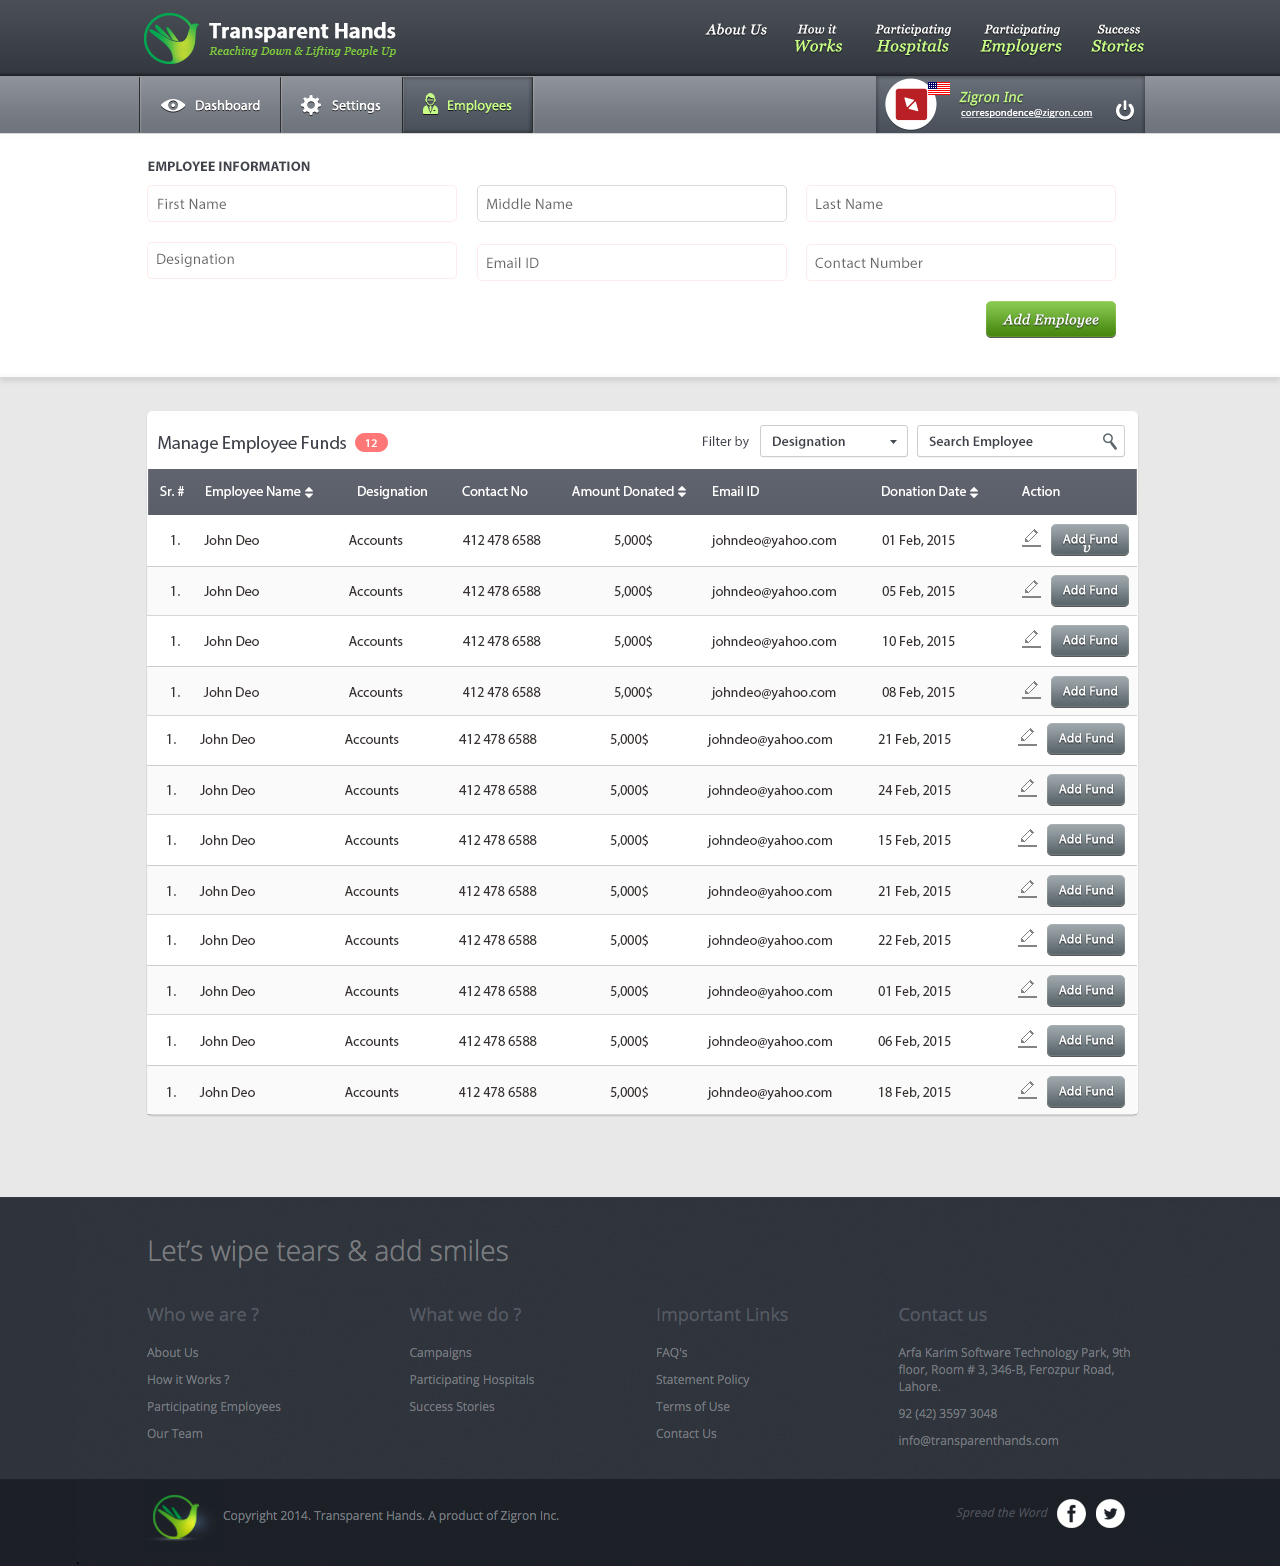 Transparent Hands
Reaching Down & Lifting People Up
About Us
How it
Works
Participating
Hospitals
Participating
Employers
Success
Stories
Dashboard
Settings
Employees
Zigron Inc
correspondence@zigron.com
EMPLOYEE INFORMATION
First Name
Middle Name
Last Name
Designation
Email ID
Contact Number
Add Employee
Manage Employee Funds 12
Filter by
Designation
Search Employee
Sr. # Employee Name Designation Contact No Amount Donated Email ID Donation Date Action
1. John Deo Accounts 412 478 6588 5,000$ johndeo@yahoo.com 01 Feb, 2015 Add Fund
v
1. John Deo Accounts 412 478 6588 5,000$ johndeo@yahoo.com 05 Feb, 2015 Add Fund
1. John Deo Accounts 412 478 6588 5,000$ johndeo@yahoo.com 10 Feb, 2015 Add Fund
1. John Deo Accounts 412 478 6588 5,000$ johndeo@yahoo.com 08 Feb, 2015 Add Fund
1. John Deo Accounts 412 478 6588 5,000$ johndeo@yahoo.com 21 Feb, 2015 Add Fund
1. John Deo Accounts 412 478 6588 5,000$ johndeo@yahoo.com 24 Feb, 2015 Add Fund
1. John Deo Accounts 412 478 6588 5,000$ johndeo@yahoo.com 15 Feb, 2015 Add Fund
1. John Deo Accounts 412 478 6588 5,000$ johndeo@yahoo.com 21 Feb, 2015 Add Fund
1. John Deo Accounts 412 478 6588 5,000$ johndeo@yahoo.com 22 Feb, 2015 Add Fund
1. John Deo Accounts 412 478 6588 5,000$ johndeo@yahoo.com 01 Feb, 2015 Add Fund
1. John Deo Accounts 412 478 6588 5,000$ johndeo@yahoo.com 06 Feb, 2015 Add Fund
1. John Deo Accounts 412 478 6588 5,000$ johndeo@yahoo.com 18 Feb, 2015 Add Fund
Let's wipe tears & add smiles
Who we are ?
About Us
How it Works ?
Participating Employees
Our Team
What we do ?
Campaigns
Participating Hospitals
Success Stories
Important Links
FAQ's
Statement Policy
Terms of Use
Contact Us
Contact us
Arfa Karim Software Technology Park, 9th
floor, Room # 3, 346-B, Ferozpur Road,
Lahore.
92 (42) 3597 3048
info@transparenthands.com
Copyright 2014. Transparent Hands. A product of Zigron Inc.
Spread the Word